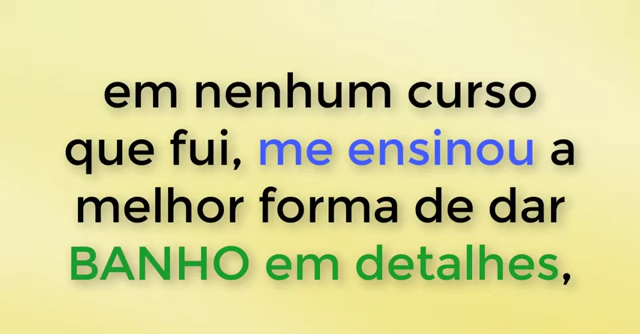 em nenhum curso
que fui, me ensinou a
melhor forma de dar
BANHO em detalhes,